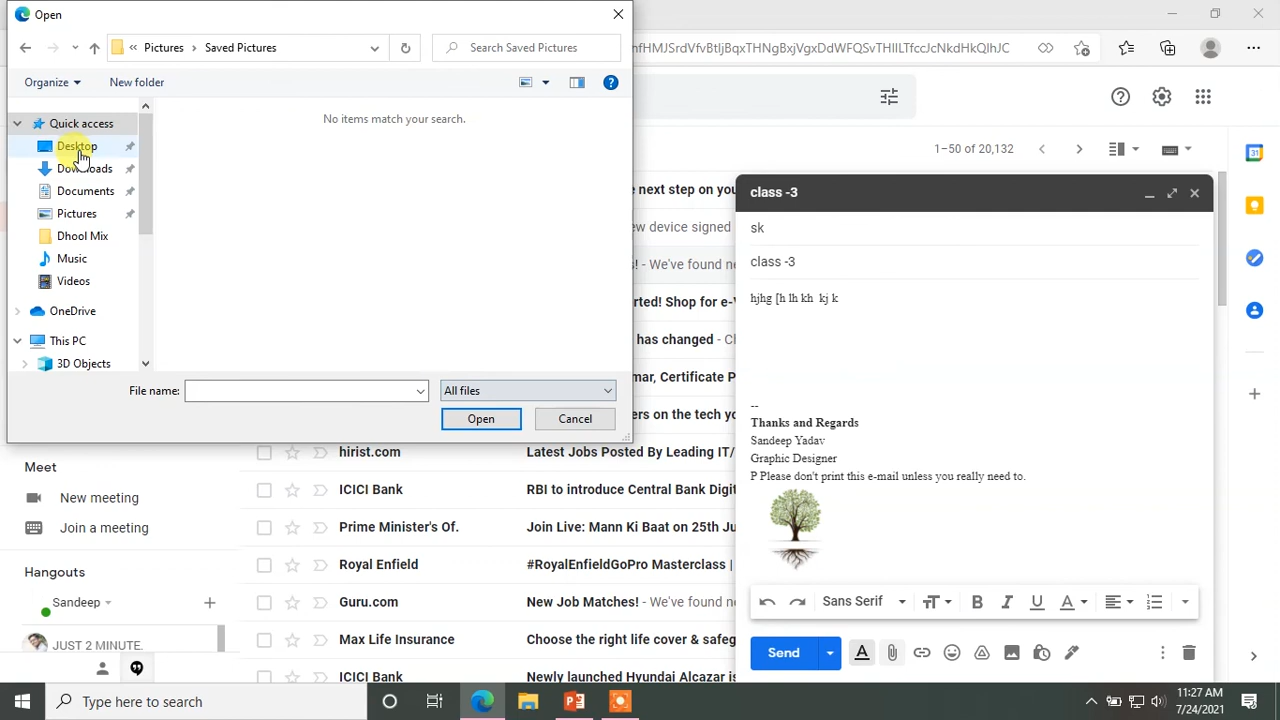 Open
Pictures
Saved Pictures
Search Saved Pictures
nfHMJSrdVfvBtIjBqxTHNgBxjVgxDdWFQSvTHIlLTfccJcNkdHkQlhJC
Organize
New folder
Quick access
No items match your search.
Desktop
Downloads
Documents
Pictures
Dhool Mix
Music
Videos
OneDrive
This PC
3D Objects
File name:
All files
Open
Cancel
1–50 of 20,132
e next step on you
ew device signed
s! - We've found ne
rted! Shop for e-V
has changed - Ch
mar, Certificate P
ers on the tech yo
class -3
sk
class -3
hjhg [h lh kh kj k
--
Thanks and Regards
Sandeep Yadav
Graphic Designer
P Please don't print this e-mail unless you really need to.
Sans Serif
Send
Meet
New meeting
Join a meeting
Hangouts
Sandeep
JUST 2 MINUTE.
hirist.com
Latest Jobs Posted By Leading IT/
ICICI Bank
RBI to introduce Central Bank Digit
Prime Minister's Of.
Join Live: Mann Ki Baat on 25th Ju
Royal Enfield
#RoyalEnfieldGoPro Masterclass |
Guru.com
New Job Matches! - We've found
Max Life Insurance
Choose the right life cover & safeg
ICICI Bank
Newly launched Hyundai Alcazar is
Type here to search
11:27 AM
7/24/2021